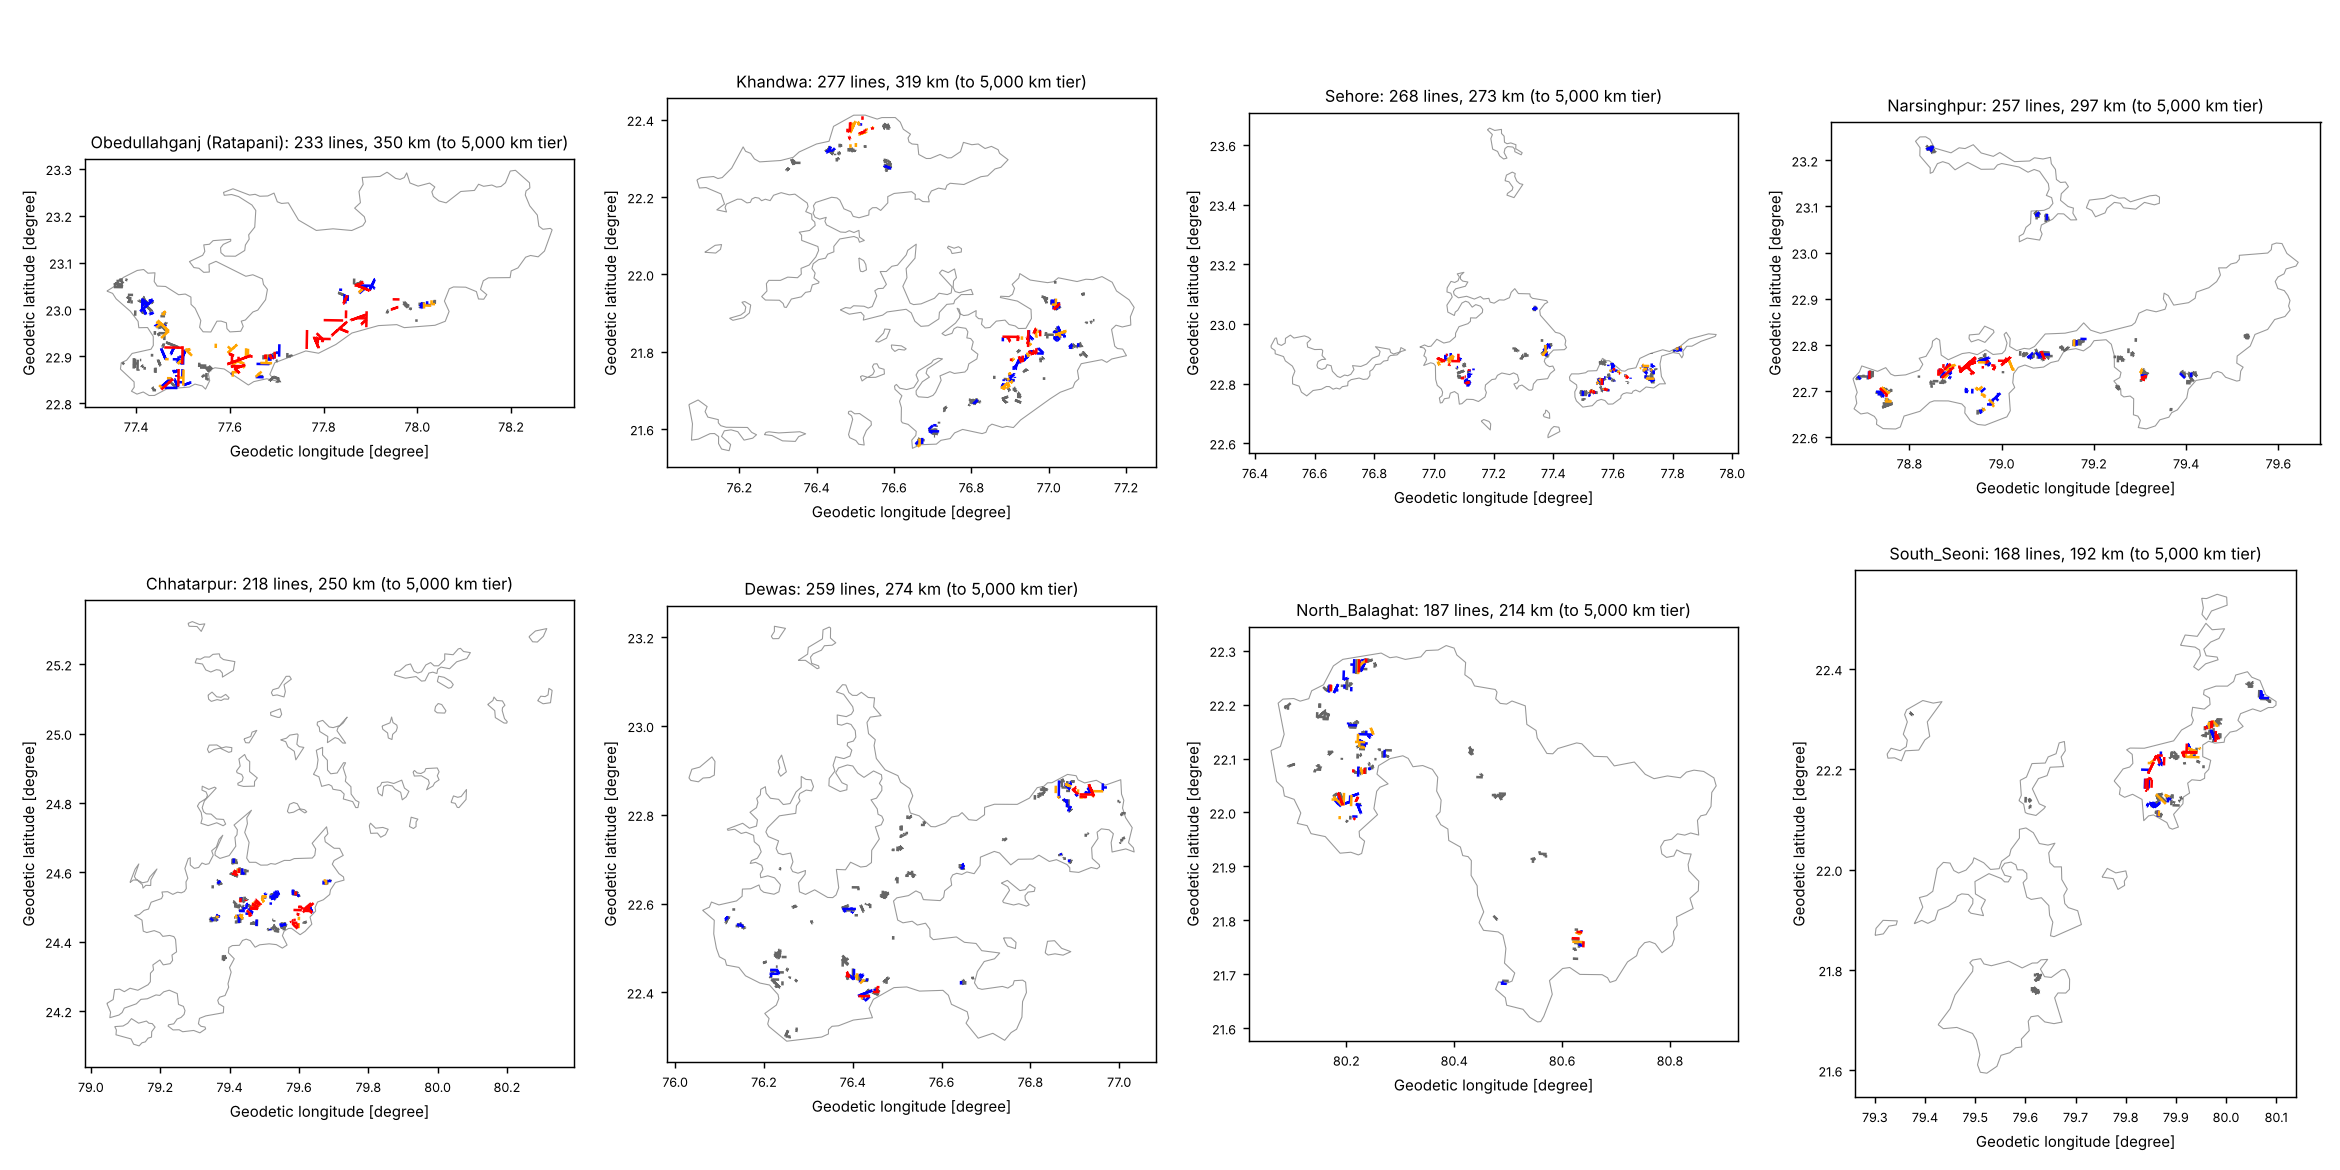 Obedullahganj (Ratapani): 233 lines, 350 km (to 5,000 km tier)
Geodetic latitude [degree]
23.3
23.2
23.1
23.0
22.9
22.8
77.4 77.6 77.8 78.0 78.2
Geodetic longitude [degree]
Khandwa: 277 lines, 319 km (to 5,000 km tier)
Geodetic latitude [degree]
22.4
22.2
22.0
21.8
21.6
76.2 76.4 76.6 76.8 77.0 77.2
Geodetic longitude [degree]
Sehore: 268 lines, 273 km (to 5,000 km tier)
Geodetic latitude [degree]
23.6
23.4
23.2
23.0
22.8
22.6
76.4 76.6 76.8 77.0 77.2 77.4 77.6 77.8 78.0
Geodetic longitude [degree]
Narsinghpur: 257 lines, 297 km (to 5,000 km tier)
Geodetic latitude [degree]
23.2
23.1
23.0
22.9
22.8
22.7
22.6
78.8 79.0 79.2 79.4 79.6
Geodetic longitude [degree]
Chhatarpur: 218 lines, 250 km (to 5,000 km tier)
Geodetic latitude [degree]
25.2
25.0
24.8
24.6
24.4
24.2
79.0 79.2 79.4 79.6 79.8 80.0 80.2
Geodetic longitude [degree]
Dewas: 259 lines, 274 km (to 5,000 km tier)
Geodetic latitude [degree]
23.2
23.0
22.8
22.6
22.4
76.0 76.2 76.4 76.6 76.8 77.0
Geodetic longitude [degree]
North_Balaghat: 187 lines, 214 km (to 5,000 km tier)
Geodetic latitude [degree]
22.3
22.2
22.1
22.0
21.9
21.8
21.7
21.6
80.2 80.4 80.6 80.8
Geodetic longitude [degree]
South_Seoni: 168 lines, 192 km (to 5,000 km tier)
Geodetic latitude [degree]
22.4
22.2
22.0
21.8
21.6
79.3 79.4 79.5 79.6 79.7 79.8 79.9 80.0 80.1
Geodetic longitude [degree]